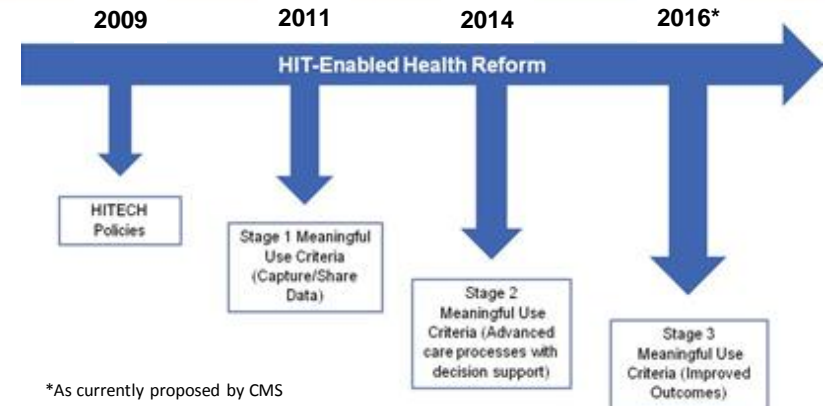 2009 2011 2014 2016*
HIT-Enabled Health Reform
HITECH
Policies
Stage 1 Meaningful
Use Criteria
(Capture/Share
Data)
Stage 2
Meaningful Use
Criteria (Advanced
care processes with
decision support)
Stage 3
Meaningful Use
Criteria (Improved
Outcomes)
*As currently proposed by CMS